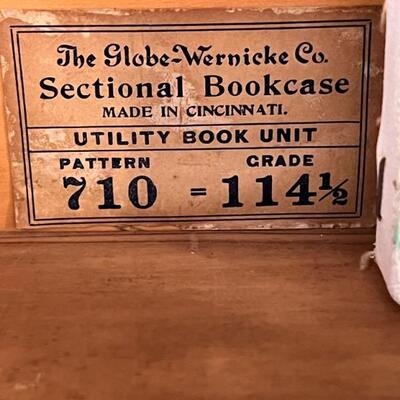 The Globe-Wernicke Co.
Sectional Bookcase
MADE IN CINCINNATI.
UTILITY BOOK UNIT
PATTERN GRADE
710 = 114½